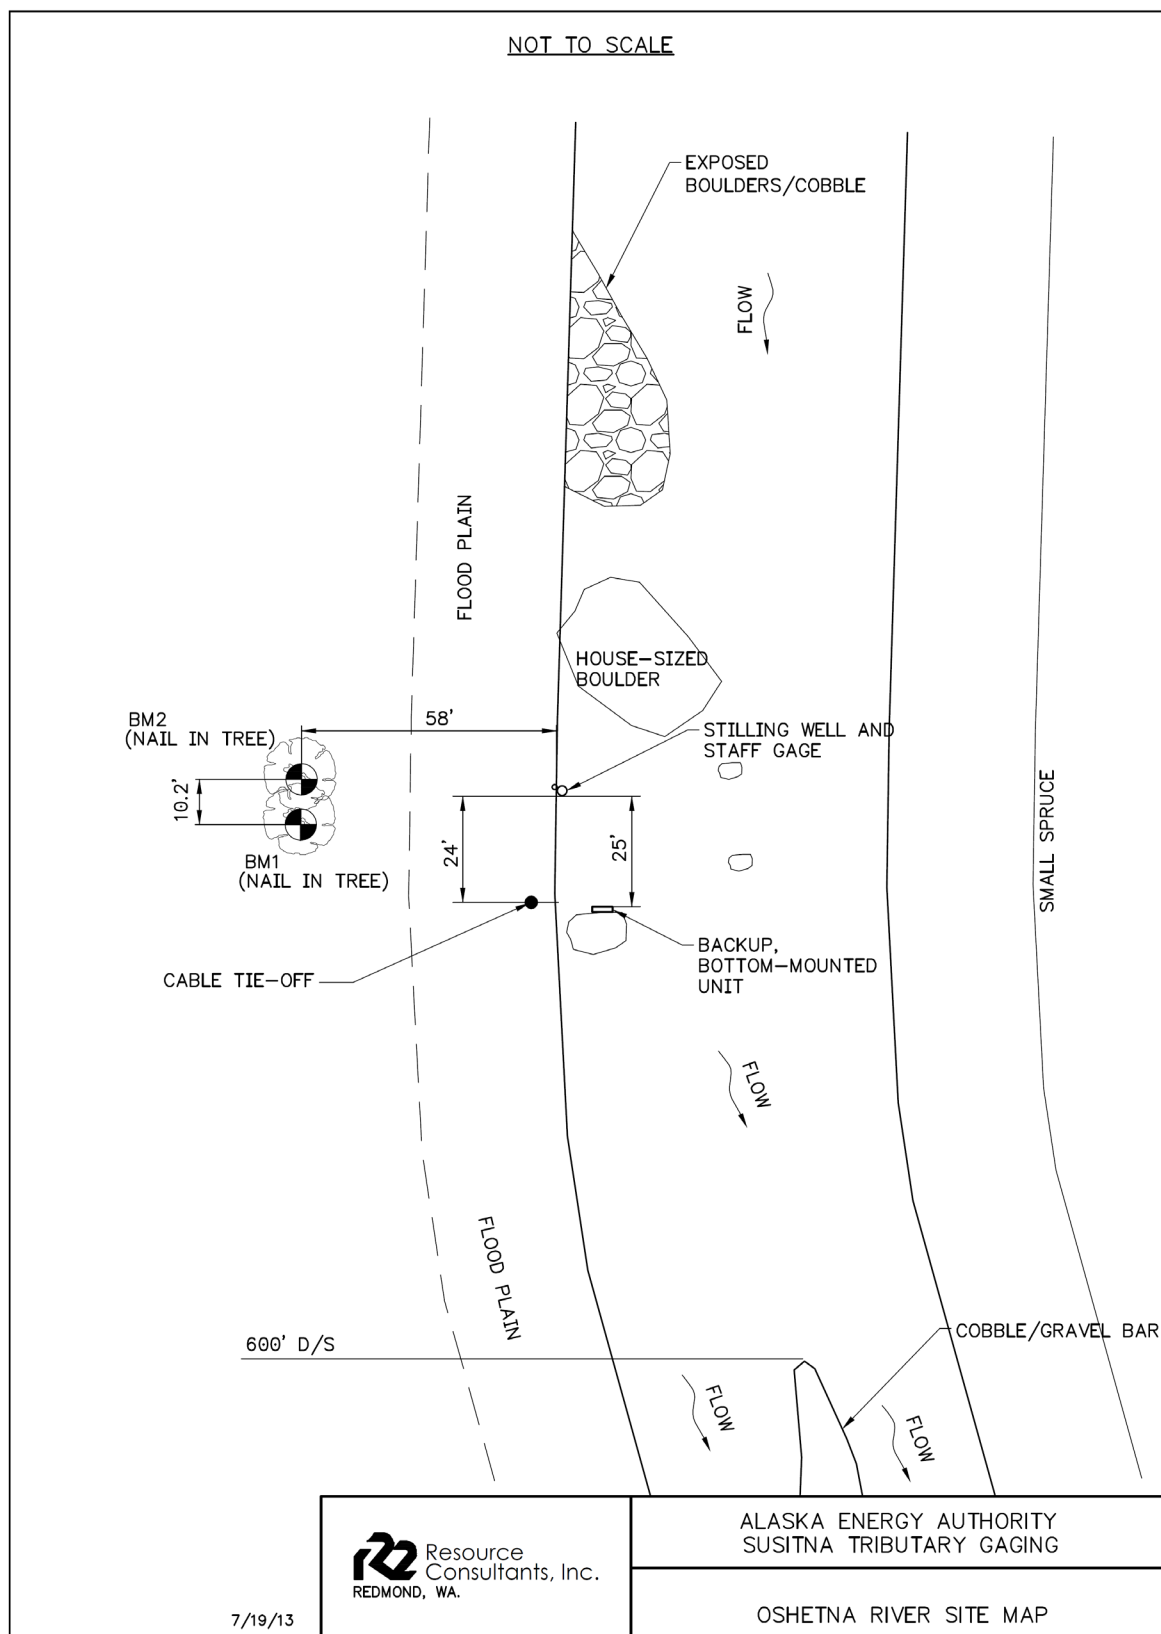 NOT TO SCALE
EXPOSED
BOULDERS/COBBLE
FLOW
FLOOD PLAIN
HOUSE-SIZED
BOULDER
BM2
(NAIL IN TREE)
58'
STILLING WELL AND
STAFF GAGE
10.2'
24'
25'
SMALL SPRUCE
BM1
(NAIL IN TREE)
CABLE TIE-OFF
BACKUP,
BOTTOM-MOUNTED
UNIT
FLOW
FLOOD PLAIN
600' D/S
COBBLE/GRAVEL BAR
FLOW
FLOW
r22 Resource
Consultants, Inc.
REDMOND, WA.
ALASKA ENERGY AUTHORITY
SUSITNA TRIBUTARY GAGING
OSHETNA RIVER SITE MAP
7/19/13